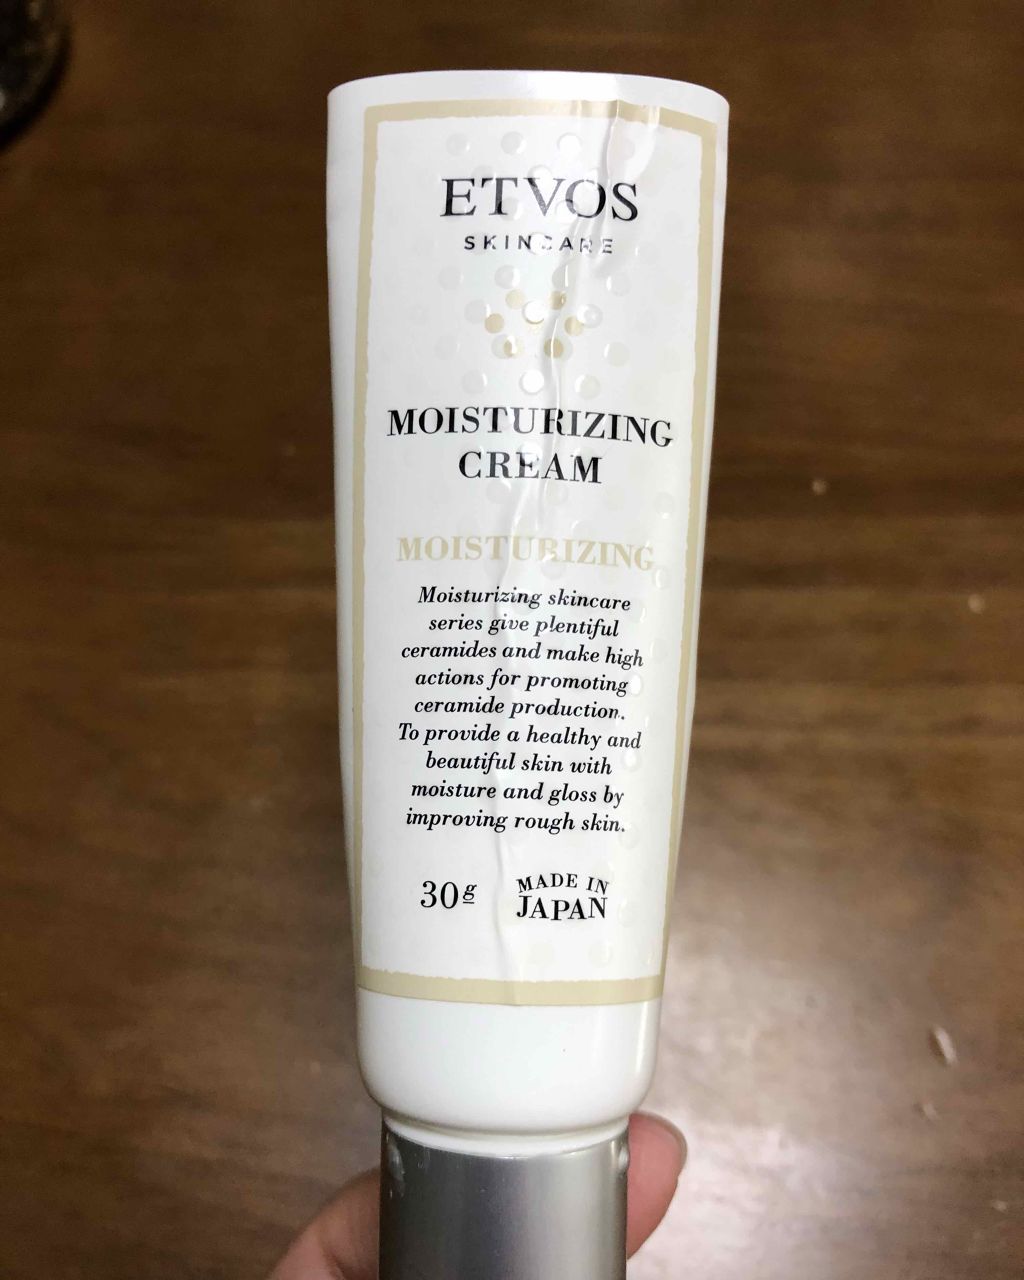 ETVOS
SKINCARE
MOISTURIZING
CREAM
MOISTURIZING
Moisturizing skincare
series give plentiful
ceramides and make high
actions for promoting
ceramide production.
To provide a healthy and
beautiful skin with
moisture and gloss by
improving rough skin.
30g MADE IN
JAPAN